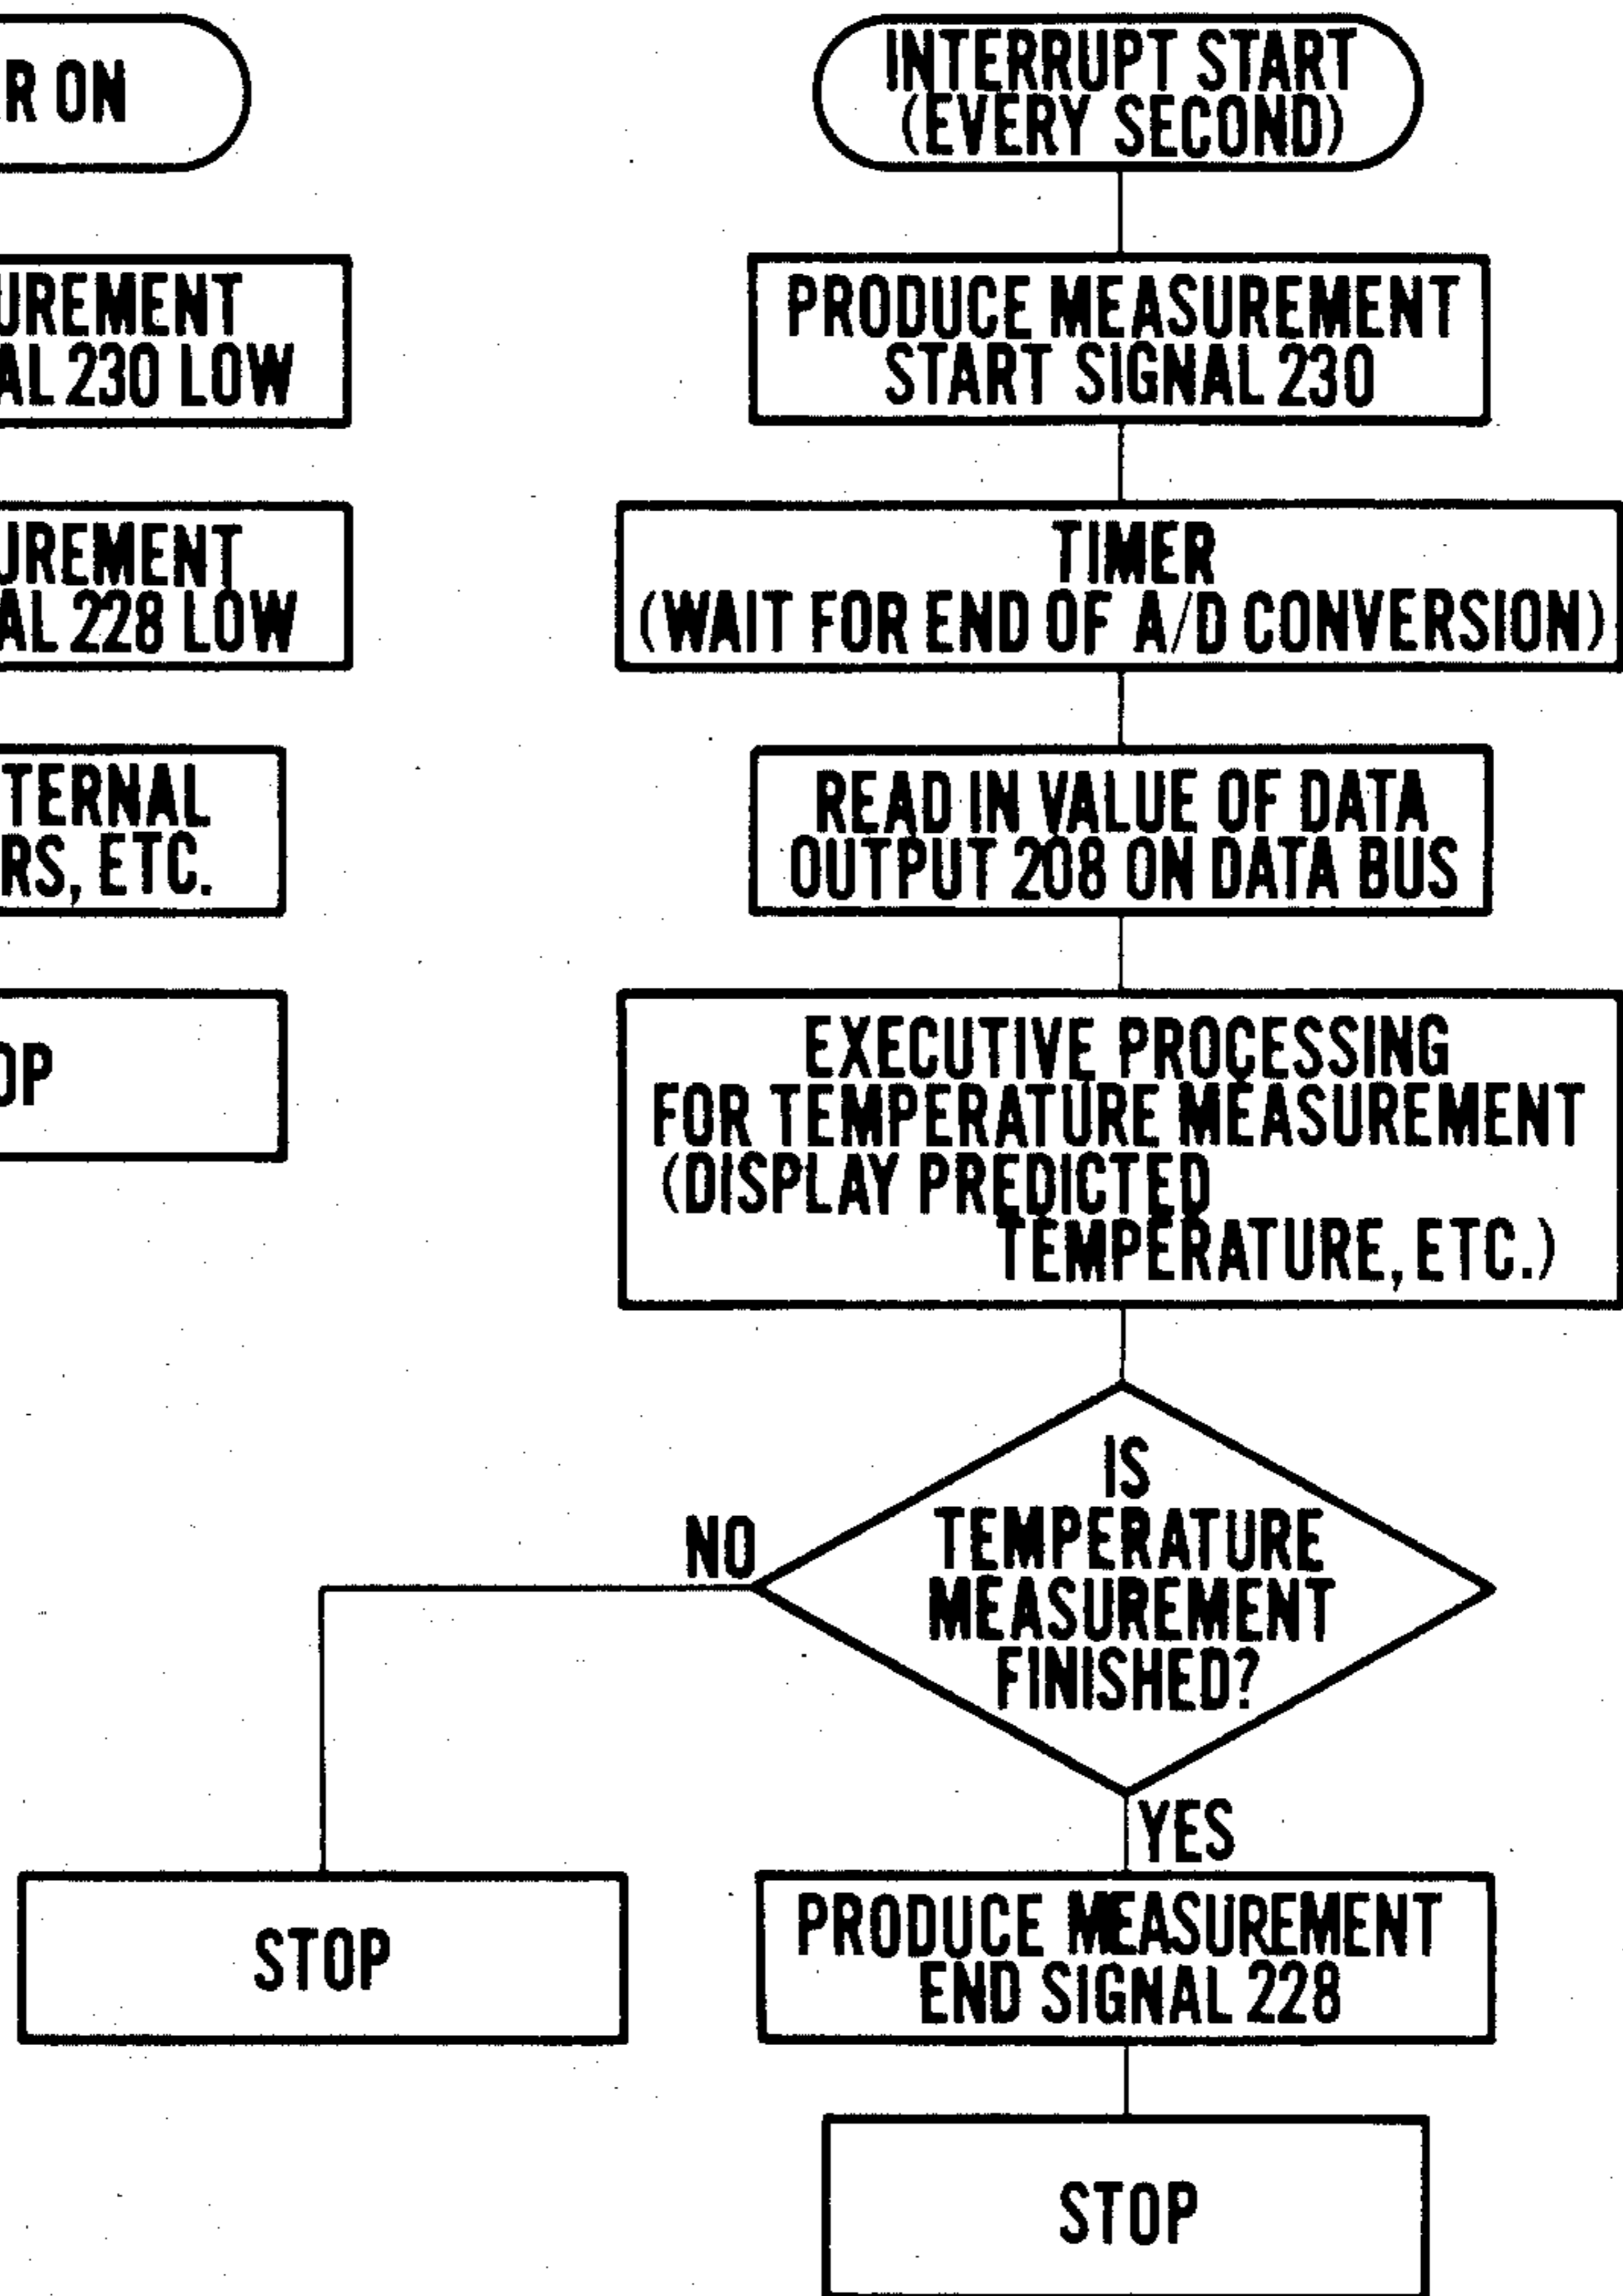 R ON
UREMENT
AL 230 LOW
UREMENT
AL 228 LOW
TERNAL
RS, ETC.
OP
INTERRUPT START
(EVERY SECOND)
PRODUCE MEASUREMENT
START SIGNAL 230
TIMER
(WAIT FOR END OF A/D CONVERSION)
READ IN VALUE OF DATA
OUTPUT 208 ON DATA BUS
EXECUTIVE PROCESSING
FOR TEMPERATURE MEASUREMENT
(DISPLAY PREDICTED
TEMPERATURE, ETC.)
IS
TEMPERATURE
MEASUREMENT
FINISHED?
NO
YES
STOP
PRODUCE MEASUREMENT
END SIGNAL 228
STOP